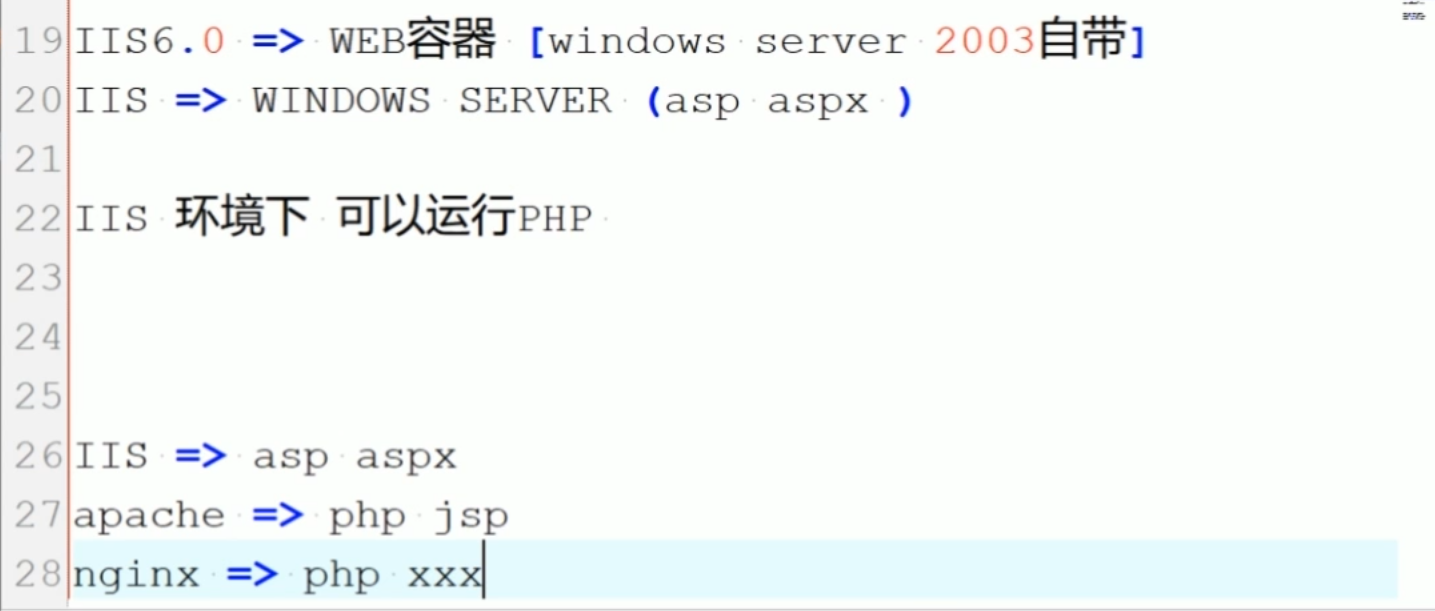 19 IIS6.0 => WEB容器 [windows server 2003自带]
20 IIS => WINDOWS SERVER (asp aspx )
21
22 IIS 环境下 可以运行PHP
23
24
25
26 IIS => asp aspx
27 apache => php jsp
28 nginx => php xxx